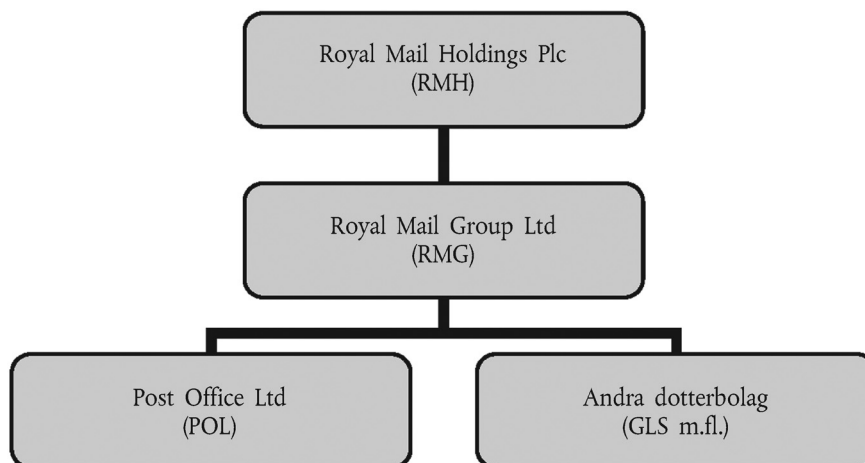 Royal Mail Holdings Plc
(RMH)
Royal Mail Group Ltd
(RMG)
Post Office Ltd
(POL)
Andra dotterbolag
(GLS m.fl.)